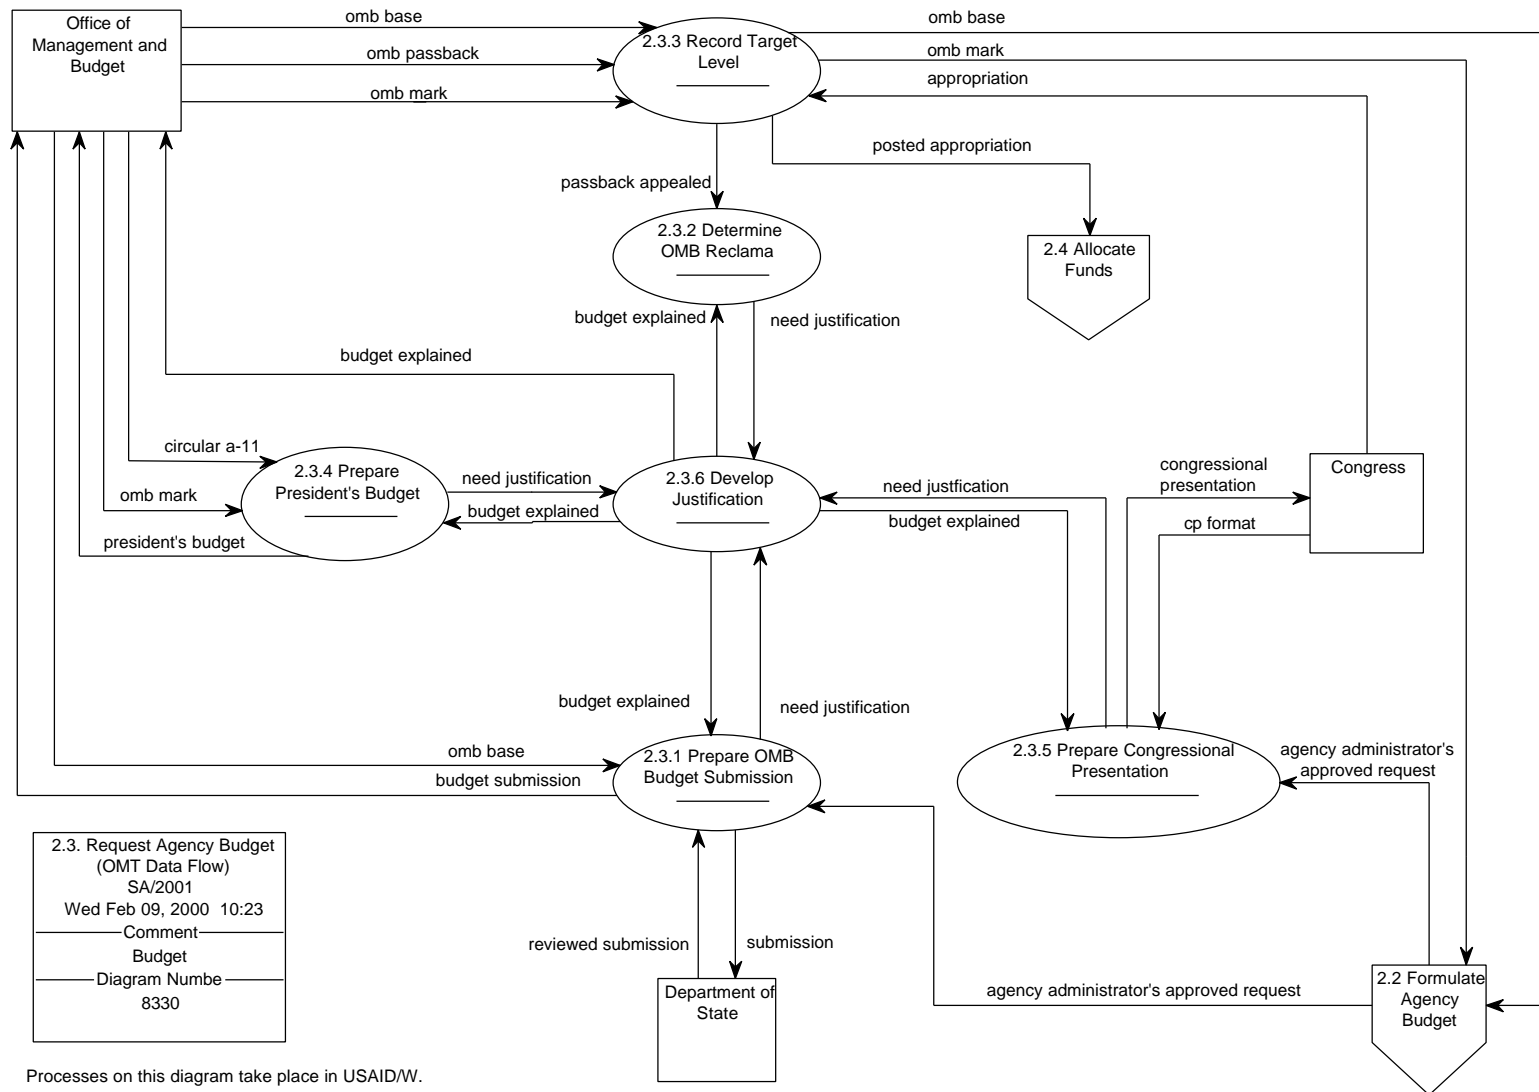 Office of
Management and
Budget
omb base
omb passback
omb mark
2.3.3 Record Target
Level
omb base
omb mark
appropriation
posted appropriation
passback appealed
2.3.2 Determine
OMB Reclama
2.4 Allocate
Funds
budget explained
need justification
budget explained
circular a-11
2.3.4 Prepare
President's Budget
omb mark
president's budget
need justification
budget explained
2.3.6 Develop
Justification
need justfication
budget explained
congressional
presentation
cp format
Congress
budget explained
need justification
omb base
budget submission
2.3.1 Prepare OMB
Budget Submission
2.3.5 Prepare Congressional
Presentation
agency administrator's
approved request
2.3. Request Agency Budget
(OMT Data Flow)
SA/2001
Wed Feb 09, 2000 10:23
Comment
Budget
Diagram Numbe
8330
reviewed submission
submission
Department of
State
agency administrator's approved request
2.2 Formulate
Agency
Budget
Processes on this diagram take place in USAID/W.